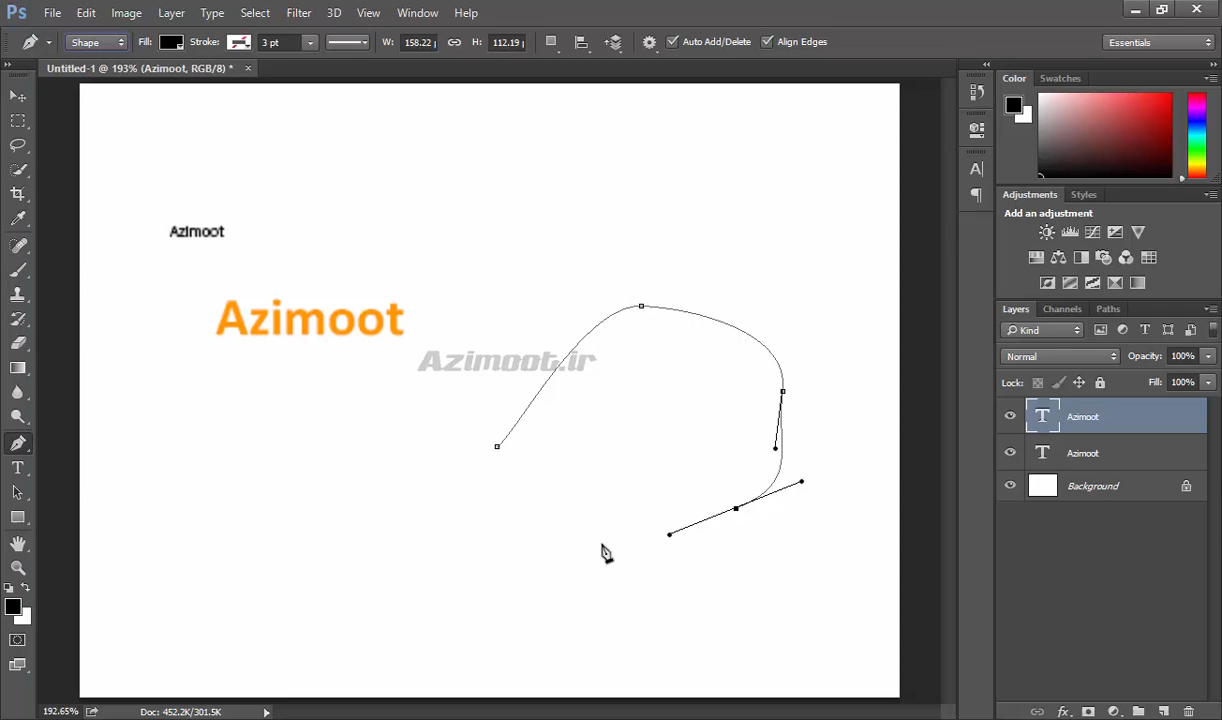 Ps File Edit Image Layer Type Select Filter 3D View Window Help
Shape Fill: Stroke: 3 pt W: 158.22 H: 112.19 Auto Add/Delete Align Edges Essentials
Untitled-1 @ 193% (Azimoot, RGB/8) * ×
Color Swatches
Adjustments Styles
Add an adjustment
Azimoot
Azimoot
Azimoot.ir
Layers Channels Paths
Kind
Normal Opacity: 100%
Lock: Fill: 100%
T Azimoot
T Azimoot
Background
192.65% Doc: 452.2K/301.5K